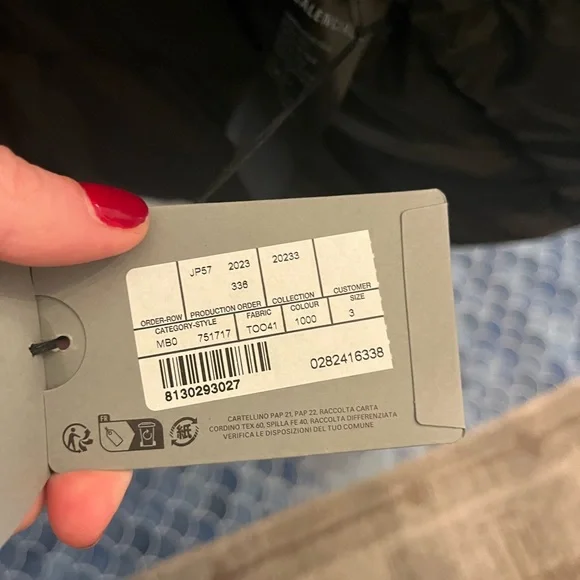 BALENCIAGA
JP57 2023 20233
336
ORDER-ROW PRODUCTION ORDER COLLECTION CUSTOMER
CATEGORY-STYLE FABRIC COLOUR SIZE
MB0 751717 TOO41 1000 3
8130293027 0282416338
FR
紙
CARTELLINO PAP 21, PAP 22, RACCOLTA CARTA
CORDINO TEX 60, SPILLA FE 40, RACCOLTA DIFFERENZIATA
VERIFICA LE DISPOSIZIONI DEL TUO COMUNE